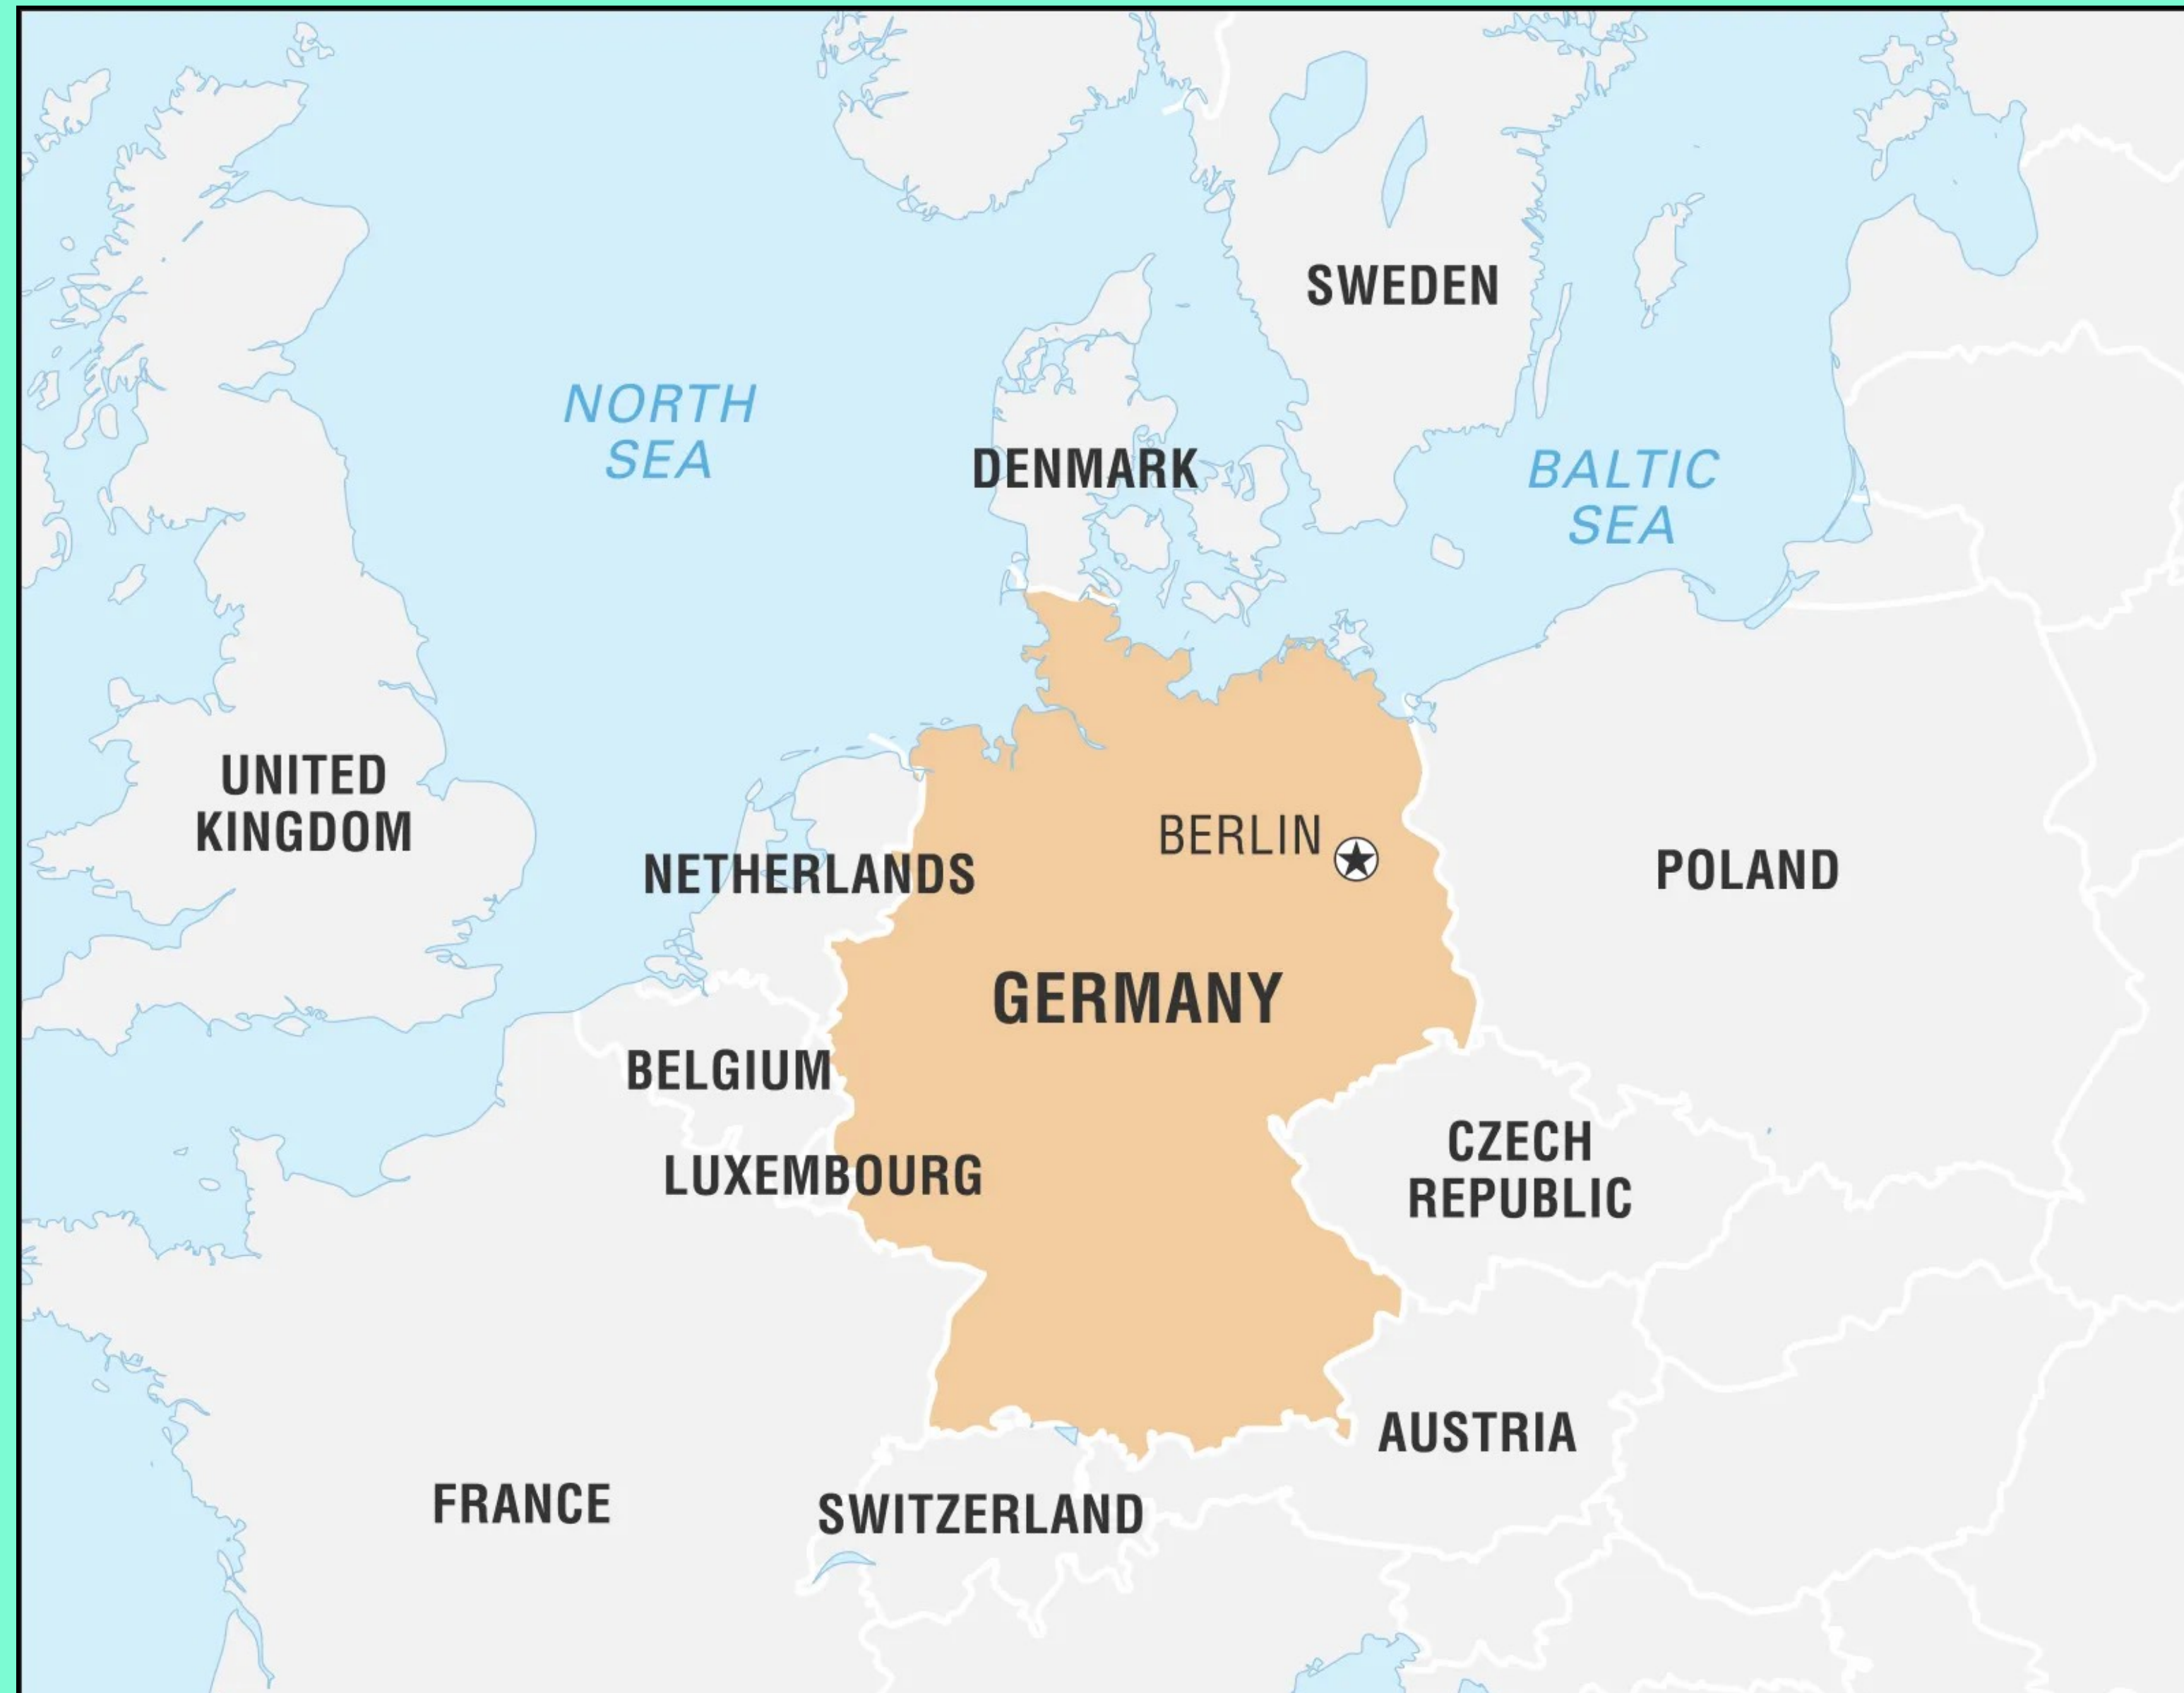 SWEDEN
NORTH
SEA
DENMARK
BALTIC
SEA
UNITED
KINGDOM
BERLIN
NETHERLANDS
POLAND
GERMANY
BELGIUM
CZECH
REPUBLIC
LUXEMBOURG
AUSTRIA
FRANCE
SWITZERLAND